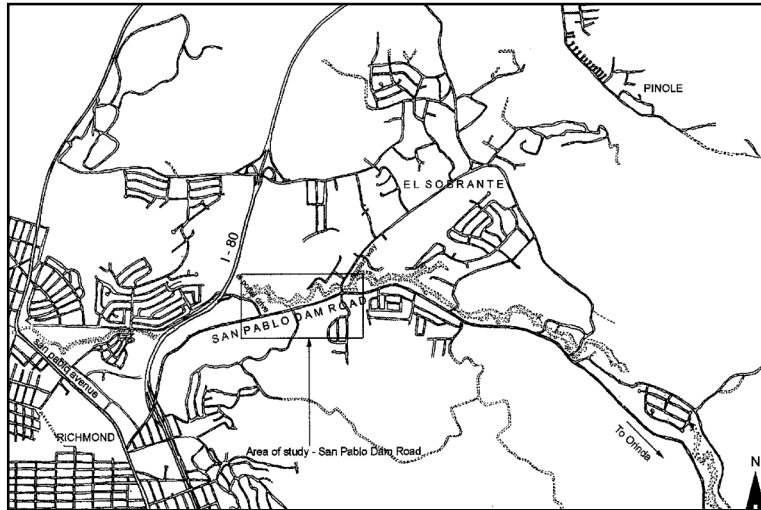 PINOLE
EL SOBRANTE
I - 80
SAN PABLO DAM ROAD
san pablo avenue
RICHMOND
Area of study - San Pablo Dam Road
To Orinda
N